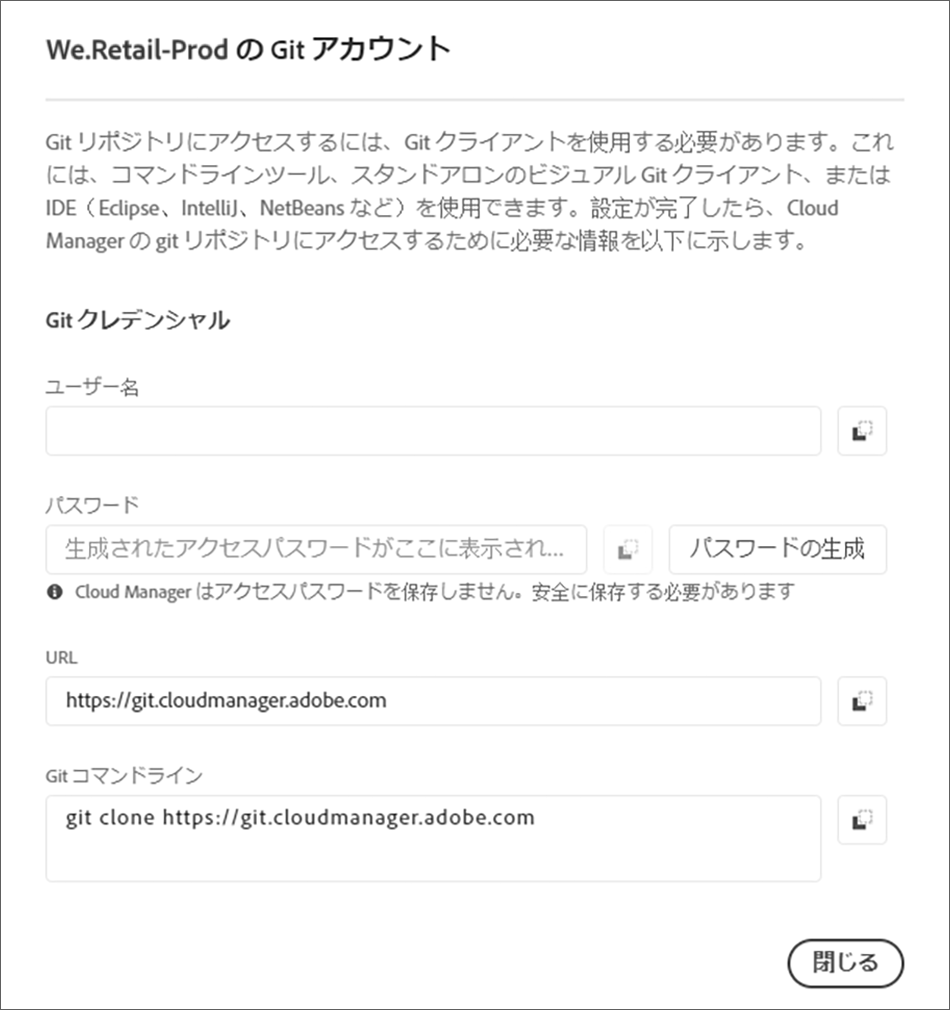 We.Retail-Prod の Git アカウント
Git リポジトリにアクセスするには、Git クライアントを使用する必要があります。これ
には、コマンドラインツール、スタンドアロンのビジュアル Git クライアント、または
IDE（Eclipse、IntelliJ、NetBeans など）を使用できます。設定が完了したら、Cloud
Manager の git リポジトリにアクセスするために必要な情報を以下に示します。
Git クレデンシャル
ユーザー名
パスワード
生成されたアクセスパスワードがここに表示され... パスワードの生成
Cloud Manager はアクセスパスワードを保存しません。安全に保存する必要があります
URL
https://git.cloudmanager.adobe.com
Git コマンドライン
git clone https://git.cloudmanager.adobe.com
閉じる